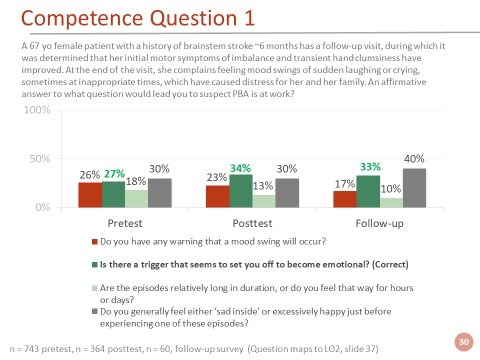 Competence Question 1
A 67 yo female patient with a history of brainstem stroke ~6 months has a follow-up visit, during which it
was determined that her initial motor symptoms of imbalance and transient hand clumsiness have
improved. At the end of the visit, she complains feeling mood swings of sudden laughing or crying,
sometimes at inappropriate times, which have caused distress for her and her family. An affirmative
answer to what question would lead you to suspect PBA is at work?
100%
50%
0%
26% 27% 18% 30%
23% 34% 13% 30%
17% 33% 10% 40%
Pretest Posttest Follow-up
Do you have any warning that a mood swing will occur?
Is there a trigger that seems to set you off to become emotional? (Correct)
Are the episodes relatively long in duration, or do you feel that way for hours
or days?
Do you generally feel either 'sad inside' or excessively happy just before
experiencing one of these episodes?
n = 743 pretest, n = 364 posttest, n = 60, follow-up survey (Question maps to LO2, slide 37)
30